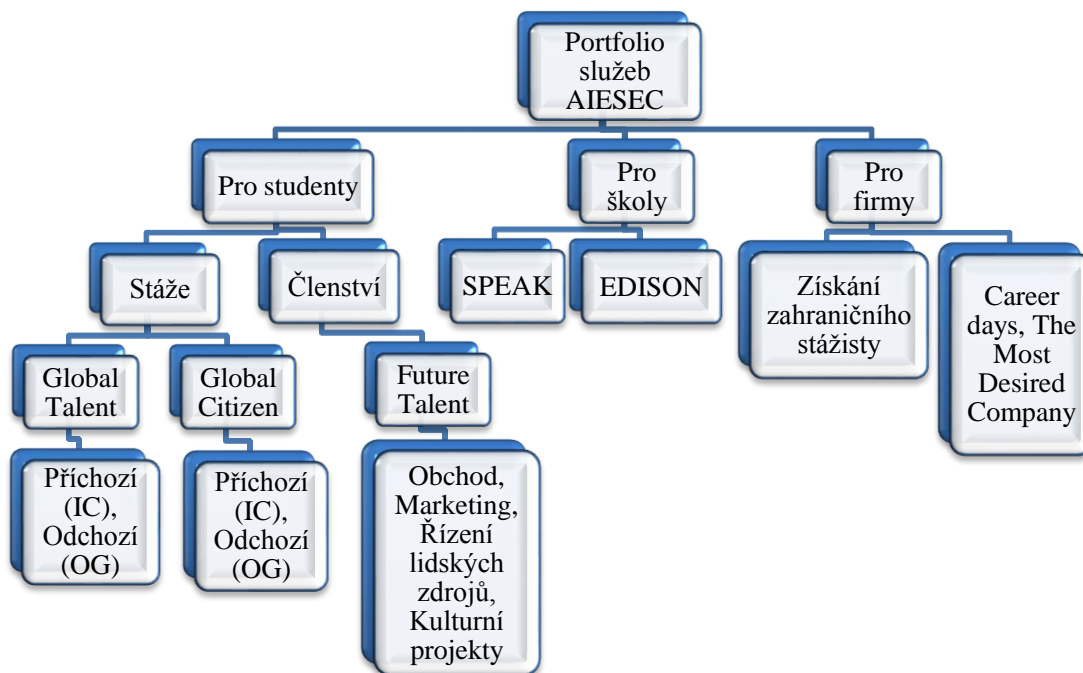 Portfolio
služeb
AIESEC
Pro studenty
Pro
školy
Pro
firmy
Stáže
Členství
SPEAK
EDISON
Získání
zahraničního
stážisty
Career
days, The
Most
Desired
Company
Global
Talent
Global
Citizen
Future
Talent
Příchozí
(IC),
Odchozí
(OG)
Příchozí
(IC),
Odchozí
(OG)
Obchod,
Marketing,
Řízení
lidských
zdrojů,
Kulturní
projekty